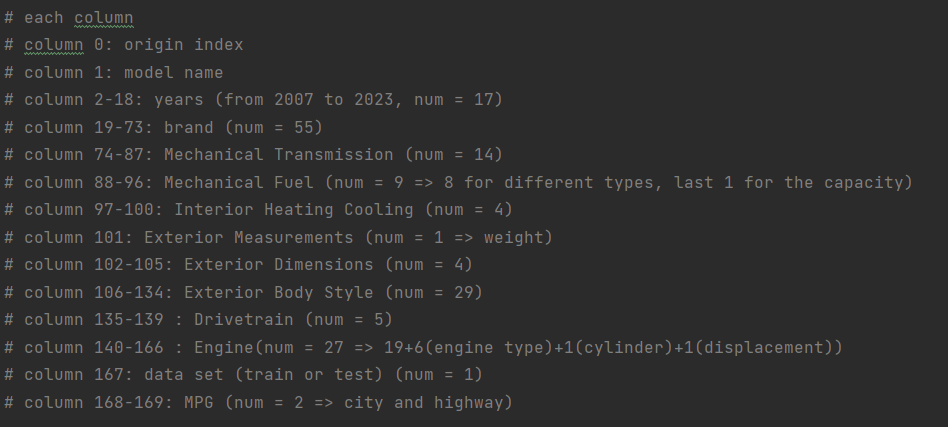 # each column
# column 0: origin index
# column 1: model name
# column 2-18: years (from 2007 to 2023, num = 17)
# column 19-73: brand (num = 55)
# column 74-87: Mechanical Transmission (num = 14)
# column 88-96: Mechanical Fuel (num = 9 => 8 for different types, last 1 for the capacity)
# column 97-100: Interior Heating Cooling (num = 4)
# column 101: Exterior Measurements (num = 1 => weight)
# column 102-105: Exterior Dimensions (num = 4)
# column 106-134: Exterior Body Style (num = 29)
# column 135-139 : Drivetrain (num = 5)
# column 140-166 : Engine(num = 27 => 19+6(engine type)+1(cylinder)+1(displacement))
# column 167: data set (train or test) (num = 1)
# column 168-169: MPG (num = 2 => city and highway)